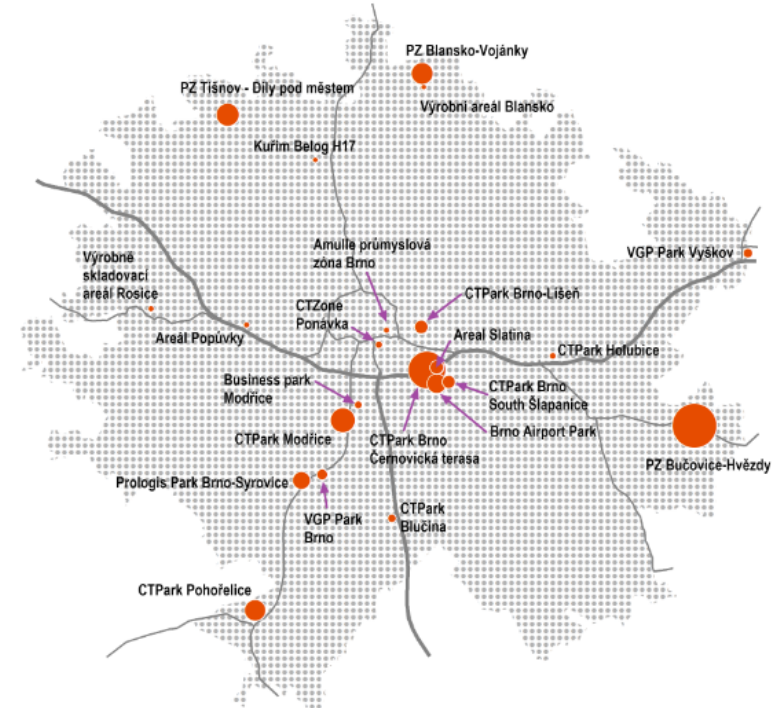 PZ Blansko-Vojánky
PZ Tišnov - Díly pod městem
Výrobní areál Blansko
Kuřim Belog H17
Amulle průmyslová
zóna Brno
VGP Park Vyškov
Výrobně
skladovací
areál Rosice
CTPark Brno-Líšeň
CTZone
Ponávka
Areal Slatina
Areál Popůvky
CTPark Holubice
Business park
Modřice
CTPark Brno
South Šlapanice
Brno Airport Park
CTPark Modřice
CTPark Brno
Černovická terasa
PZ Bučovice-Hvězdy
Prologis Park Brno-Syrovice
VGP Park
Brno
CTPark
Blučina
CTPark Pohořelice